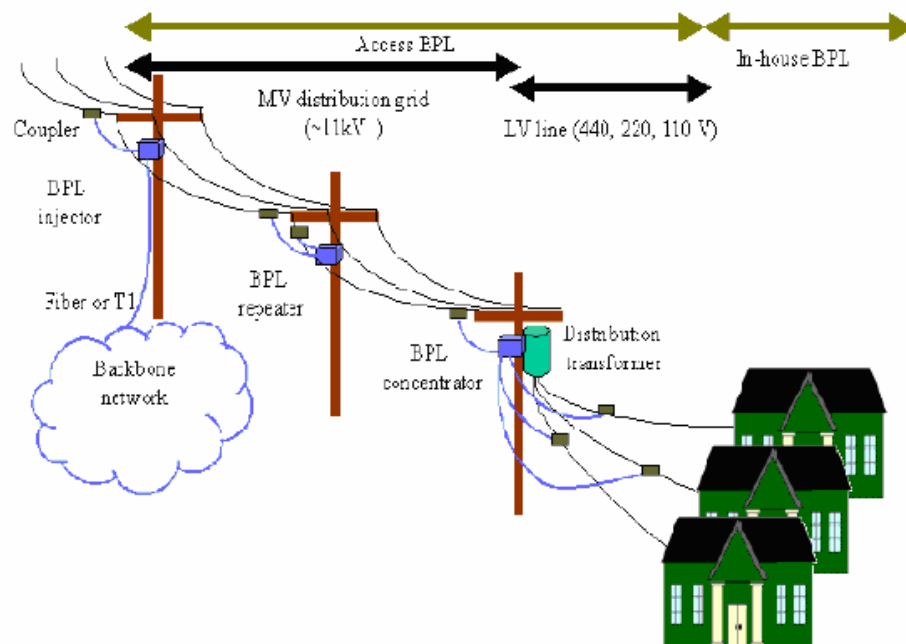 Access BPL
In-house BPL
MV distribution grid
(~11kV )
LV line (440, 220, 110 V)
Coupler
BPL
injector
BPL
repeater
Fiber or T1
Backbone
network
BPL
concentrator
Distribution
transformer